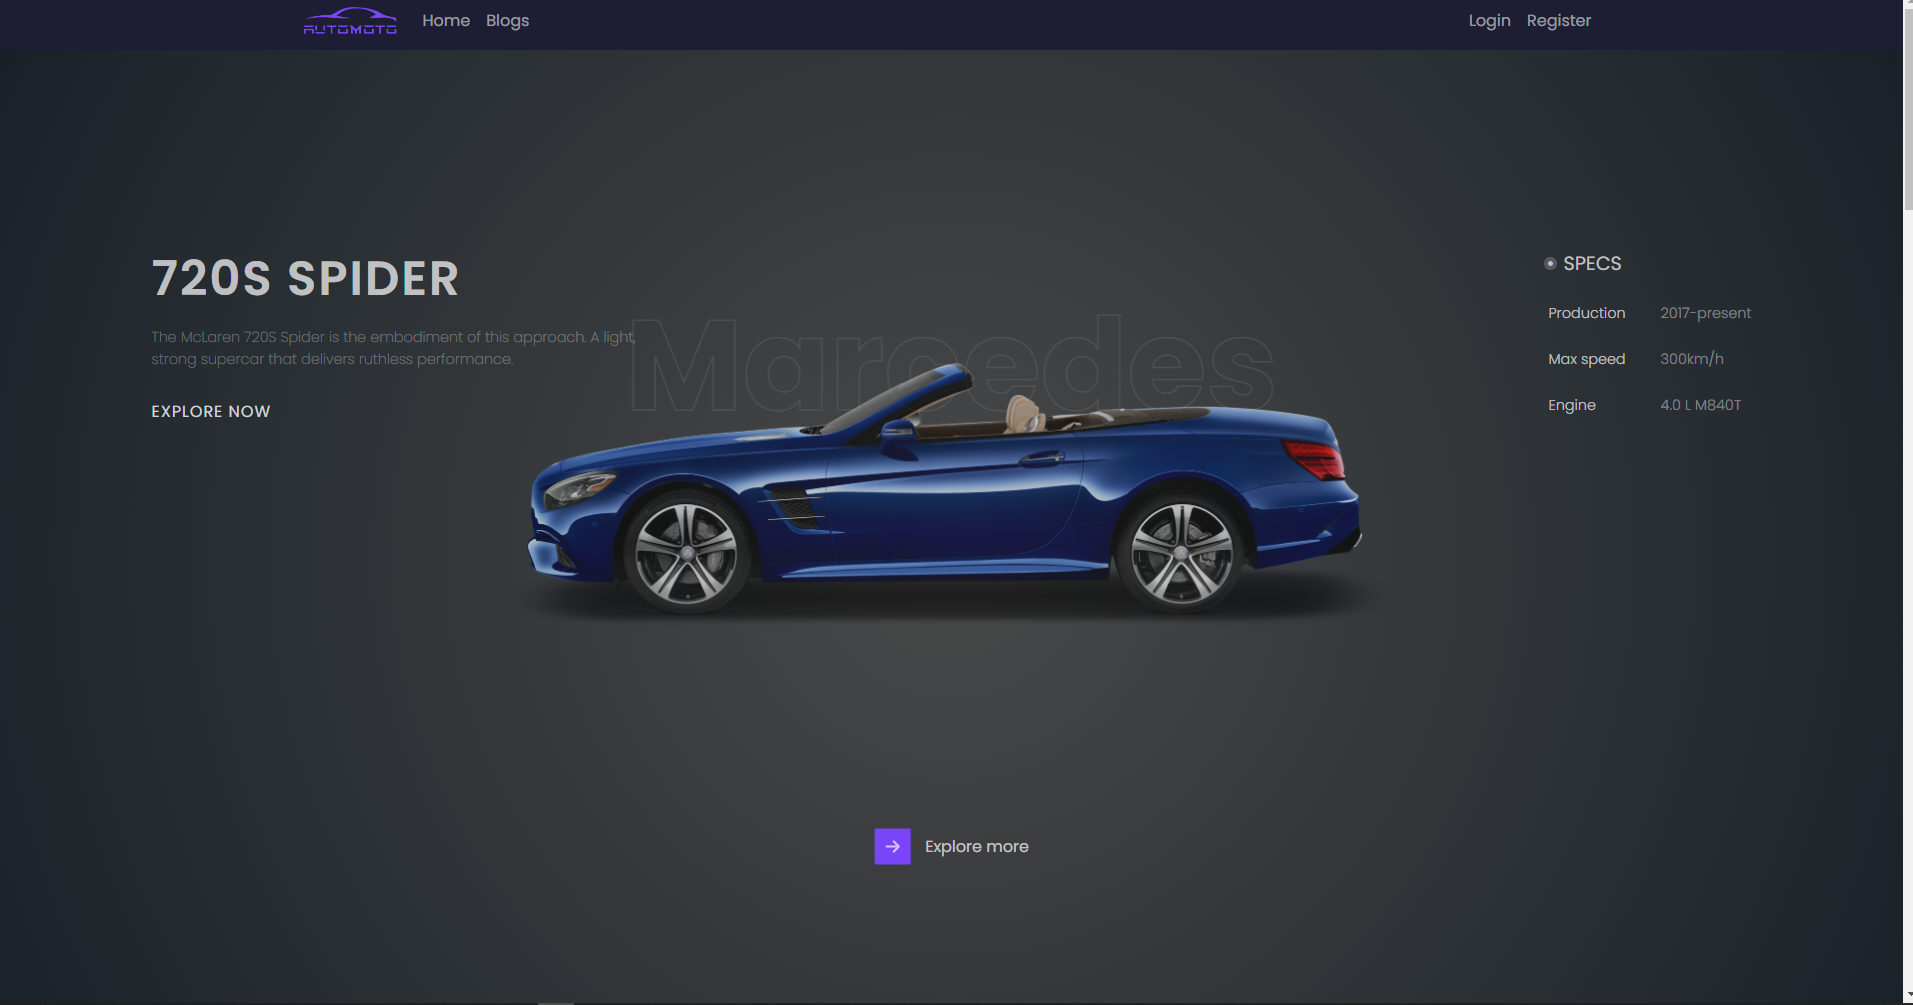 AUTOMOTO
Home Blogs
Login Register
720S SPIDER
The McLaren 720S Spider is the embodiment of this approach. A light,
strong supercar that delivers ruthless performance.
EXPLORE NOW
Marcedes
SPECS
Production 2017-present
Max speed 300km/h
Engine 4.0 L M840T
Explore more